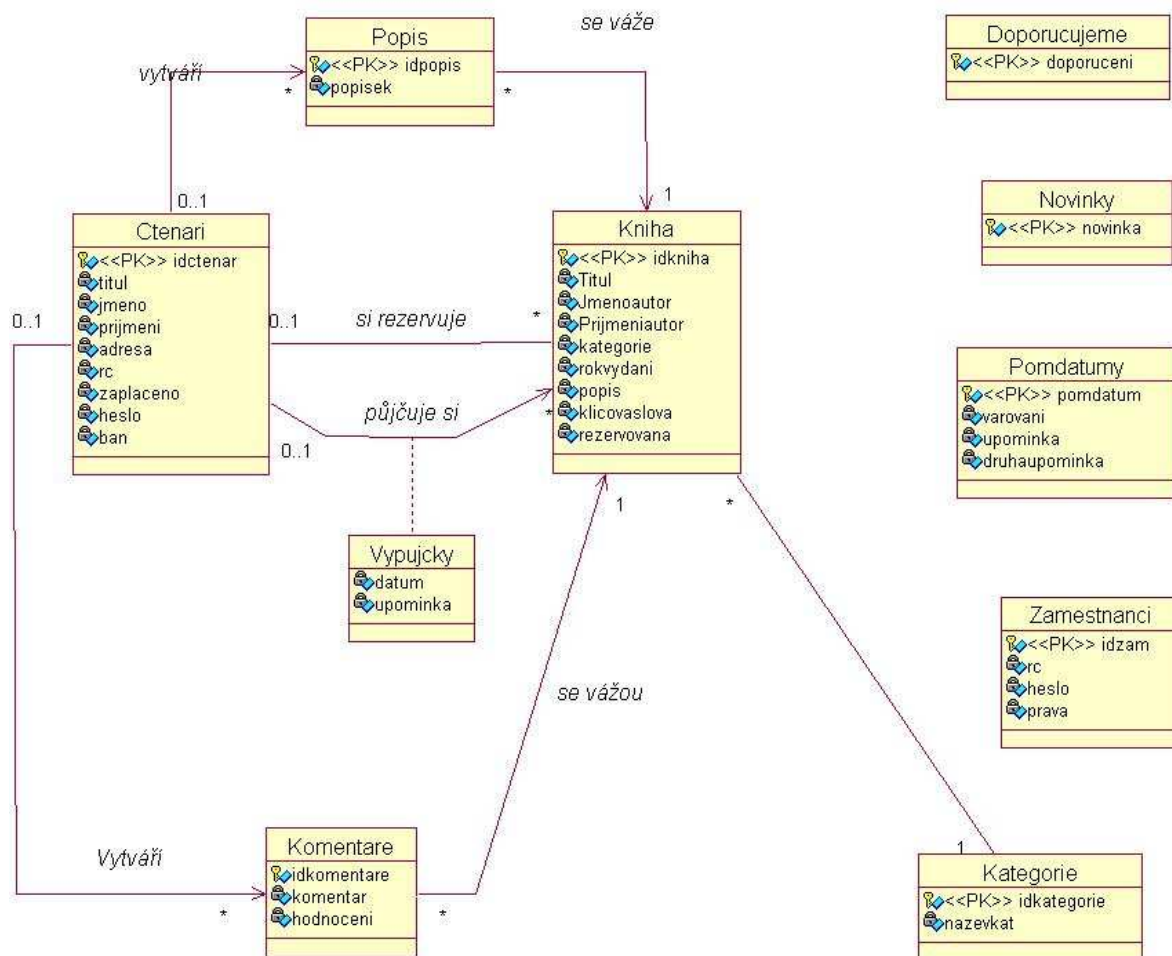 Popis
<<PK>> idpopis
popisek
vytváří
*
*
se váže
0..1
1
Ctenari
<<PK>> idctenar
titul
jmeno
prijmeni
adresa
rc
zaplaceno
heslo
ban
0..1
0..1
si rezervuje
*
půjčuje si
*
0..1
Kniha
<<PK>> idkniha
Titul
Jmenoautor
Prijmeniautor
kategorie
rokvydani
popis
klicovaslova
rezervovana
1
*
Vypujcky
datum
upominka
se vážou
Vytváří
*
*
Komentare
idkomentare
komentar
hodnoceni
Doporucujeme
<<PK>> doporuceni
Novinky
<<PK>> novinka
Pomdatumy
<<PK>> pomdatum
varovani
upominka
druhaupominka
Zamestnanci
<<PK>> idzam
rc
heslo
prava
1
Kategorie
<<PK>> idkategorie
nazevkat